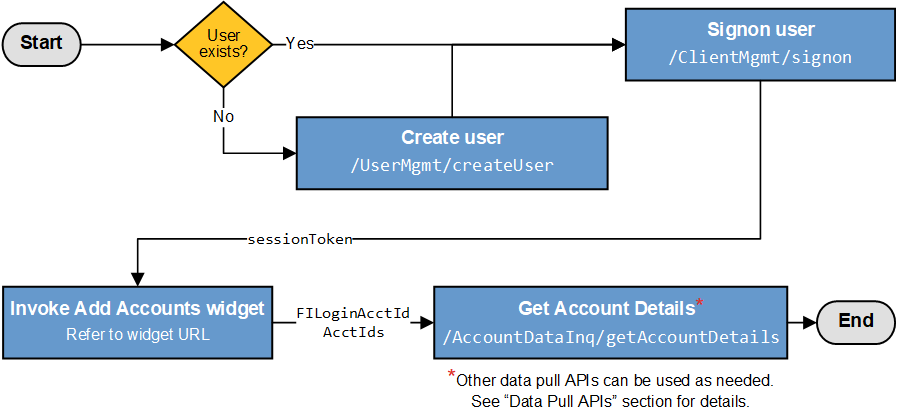 Start
User
exists?
Yes
No
Signon user
/ClientMgmt/signon
Create user
/UserMgmt/createUser
sessionToken
Invoke Add Accounts widget
Refer to widget URL
FILoginAcctId
AcctIds
Get Account Details*
/AccountDataInq/getAccountDetails
End
*Other data pull APIs can be used as needed.
See “Data Pull APIs” section for details.